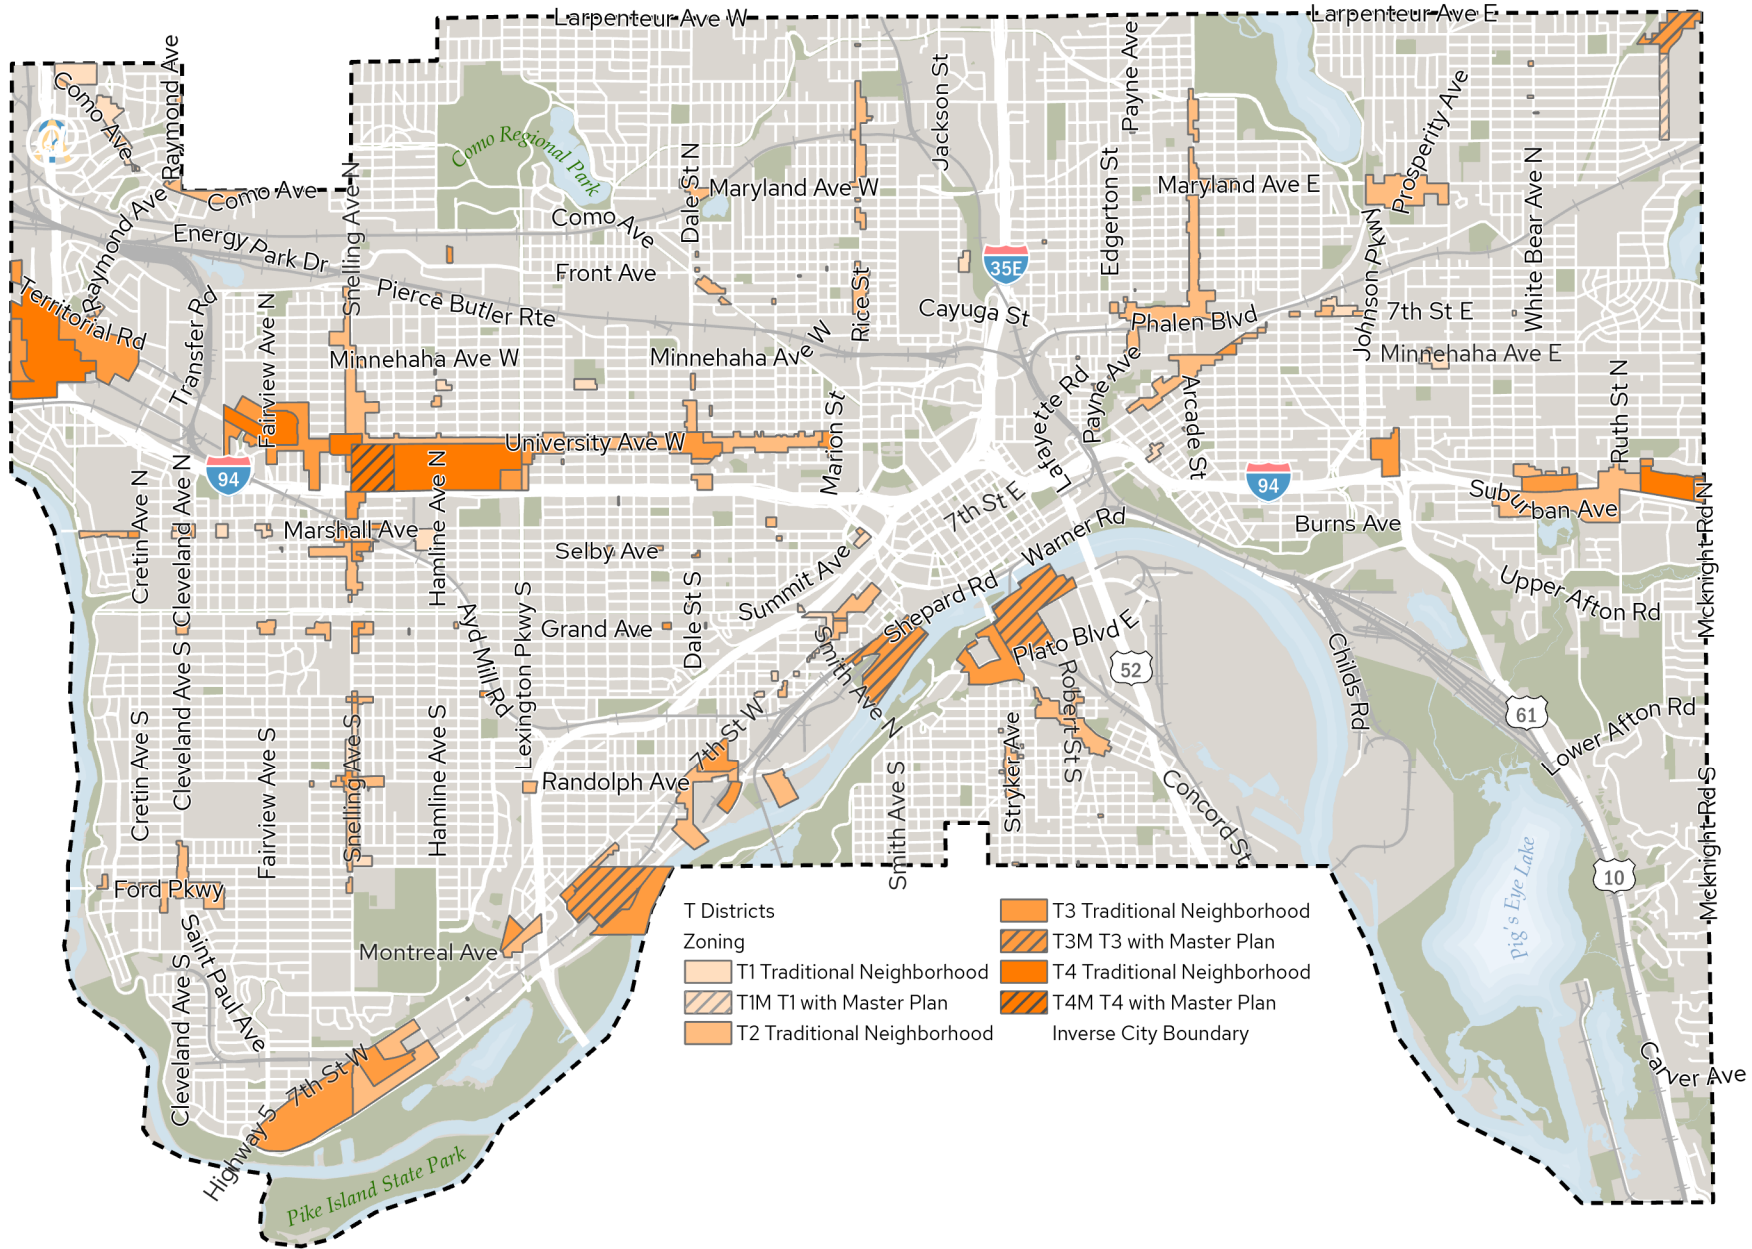 Larpenteur Ave W
Larpenteur Ave E
Como Ave
Raymond Ave
Como Regional Park
Jackson St
Payne Ave
Prosperity Ave
Raymond Ave
Como Ave
Snelling Ave N
Dale St N
Maryland Ave W
Edgerton St
Maryland Ave E
White Bear Ave N
Como Ave
Energy Park Dr
Front Ave
35E
Johnson Pkwy
Territorial Rd
Transfer Rd
Pierce Butler Rte
Rice St
Cayuga St
Phalen Blvd
7th St E
Fairview Ave N
Minnehaha Ave W
Minnehaha Ave W
Minnehaha Ave E
Payne Ave
Lafayette Rd
Arcade St
Ruth St N
University Ave W
Marion St
94
94
Hamline Ave N
Cretin Ave N
Cleveland Ave N
7th St E
Suburban Ave
Marshall Ave
Selby Ave
Warner Rd
Burns Ave
Mcknight Rd N
Summit Ave
Shepard Rd
Upper Afton Rd
Ayd Mill Rd
Lexington Pkwy S
Grand Ave
Dale St S
Smith Ave N
Plato Blvd E
52
Childs Rd
61
Lower Afton Rd
Cretin Ave S
Cleveland Ave S
Fairview Ave S
Snelling Ave S
Hamline Ave S
7th St W
Randolph Ave
Smith Ave S
Stryker Ave
Robert St S
Concord St
Mcknight Rd S
Ford Pkwy
Saint Paul Ave
Montreal Ave
10
Pig's Eye Lake
Cleveland Ave S
7th St W
Highway 5
Pike Island State Park
Carver Ave
T Districts
Zoning
T1 Traditional Neighborhood
T1M T1 with Master Plan
T2 Traditional Neighborhood
T3 Traditional Neighborhood
T3M T3 with Master Plan
T4 Traditional Neighborhood
T4M T4 with Master Plan
Inverse City Boundary